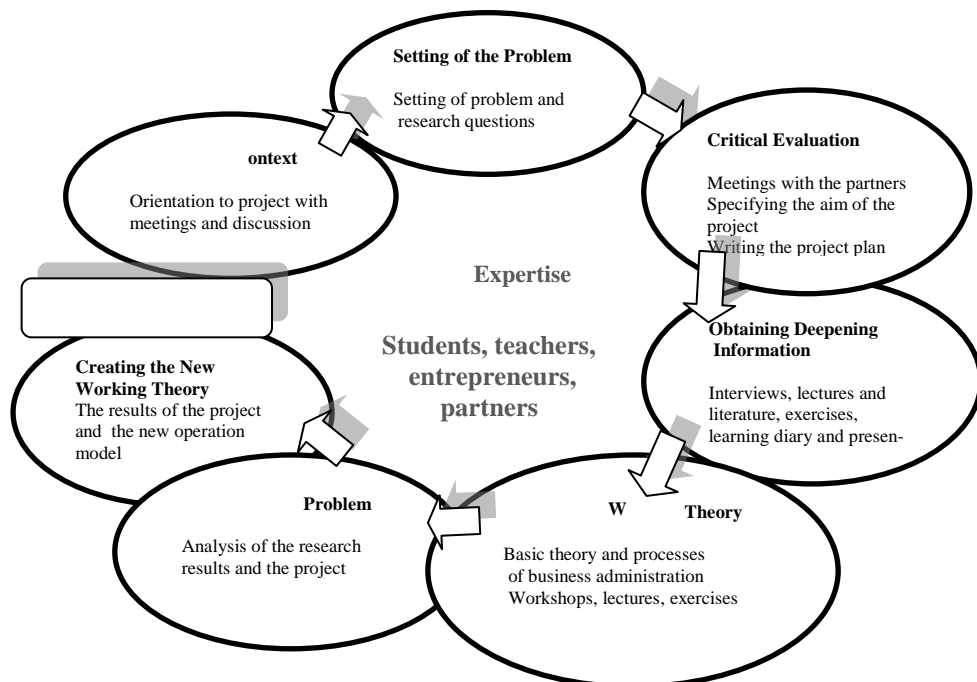 Setting of the Problem
Setting of problem and
research questions
Critical Evaluation
Meetings with the partners
Specifying the aim of the
project
Writing the project plan
Obtaining Deepening
Information
Interviews, lectures and
literature, exercises,
learning diary and presen-
W Theory
Basic theory and processes
of business administration
Workshops, lectures, exercises
Problem
Analysis of the research
results and the project
Creating the New
Working Theory
The results of the project
and the new operation
model
ontext
Orientation to project with
meetings and discussion
Expertise
Students, teachers,
entrepreneurs,
partners